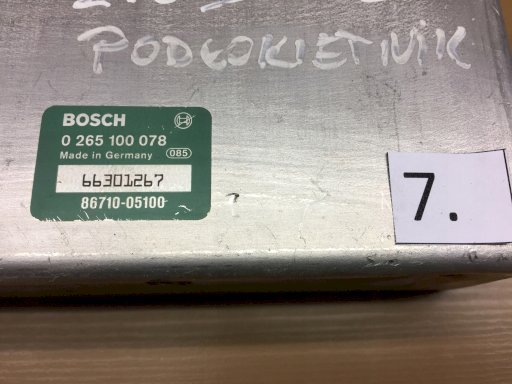 PODŁOKIETNIK
BOSCH
0 265 100 078
Made in Germany 085
66301267
86710-05100
7.